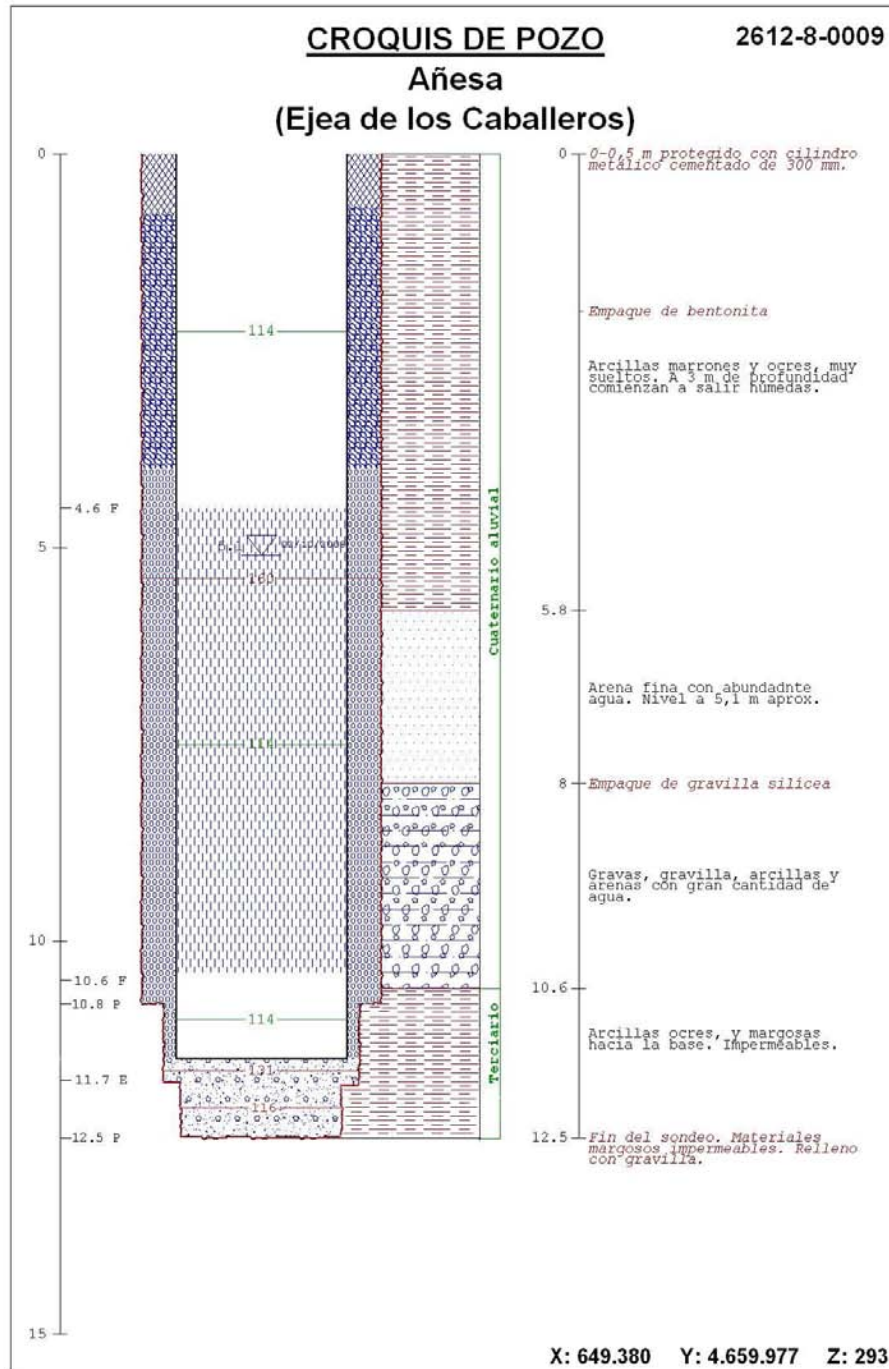 CROQUIS DE POZO
2612-8-0009
Añesa
(Ejea de los Caballeros)
0
0
0-0,5 m protegido con cilindro
metálico cementado de 300 mm.
114
Empaque de bentonita
Arcillas marrones y ocres, muy
sueltos. A 3 m de profundidad
comienzan a salir húmedas.
4.6 F
5
5.1
160
Cuaternario aluvial
5.8
Arena fina con abundadnte
agua. Nivel a 5,1 m aprox.
8
Empaque de gravilla silícea
Gravas, gravilla, arcillas y
arenas con gran cantidad de
agua.
10
10.6 F
10.8 P
10.6
114
Terciario
Arcillas ocres, y margosas
hacia la base. Impermeables.
131
11.7 E
116
12.5 P
12.5
Fin del sondeo. Materiales
margosos impermeables. Relleno
con gravilla.
15
X: 649.380 Y: 4.659.977 Z: 293